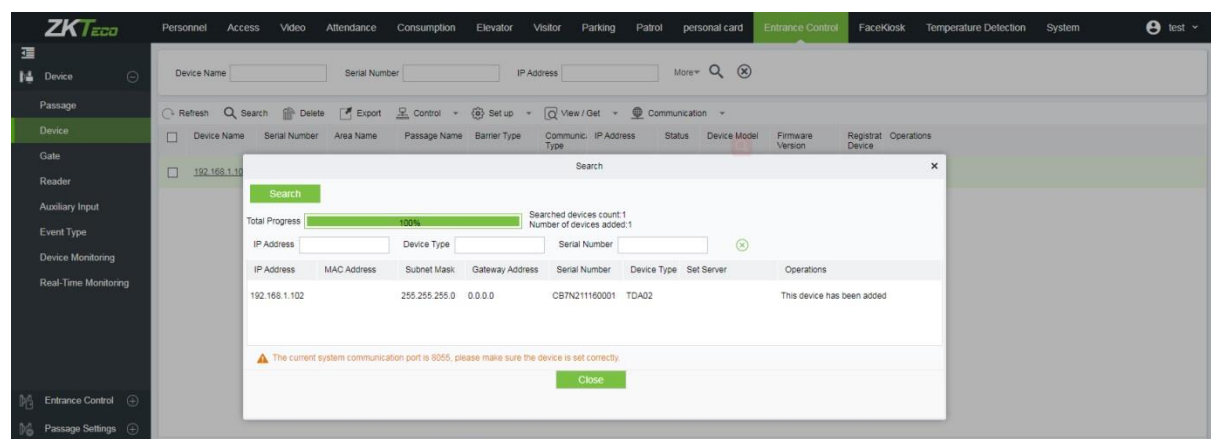 ZKTECO Personnel Access Video Attendance Consumption Elevator Visitor Parking Patrol personal card Entrance Control FaceKiosk Temperature Detection System test
Device
Device Name Serial Number IP Address More
Passage
Refresh Search Delete Export Control Set up View / Get Communication
Device
Device Name Serial Number Area Name Passage Name Barrier Type Communic. IP Address Status Device Model Firmware Registrat Operations
Type Version Device
Gate
Search
192.168.1.10
Reader
Search
Auxiliary Input
Total Progress 100% Searched devices count:1
Number of devices added:1
Event Type
IP Address Device Type Serial Number
Device Monitoring
IP Address MAC Address Subnet Mask Gateway Address Serial Number Device Type Set Server Operations
Real-Time Monitoring
192.168.1.102 255.255.255.0 0.0.0.0 CB7N211160001 TDA02 This device has been added
The current system communication port is 6055, please make sure the device is set correctly.
Close
Entrance Control
Passage Settings